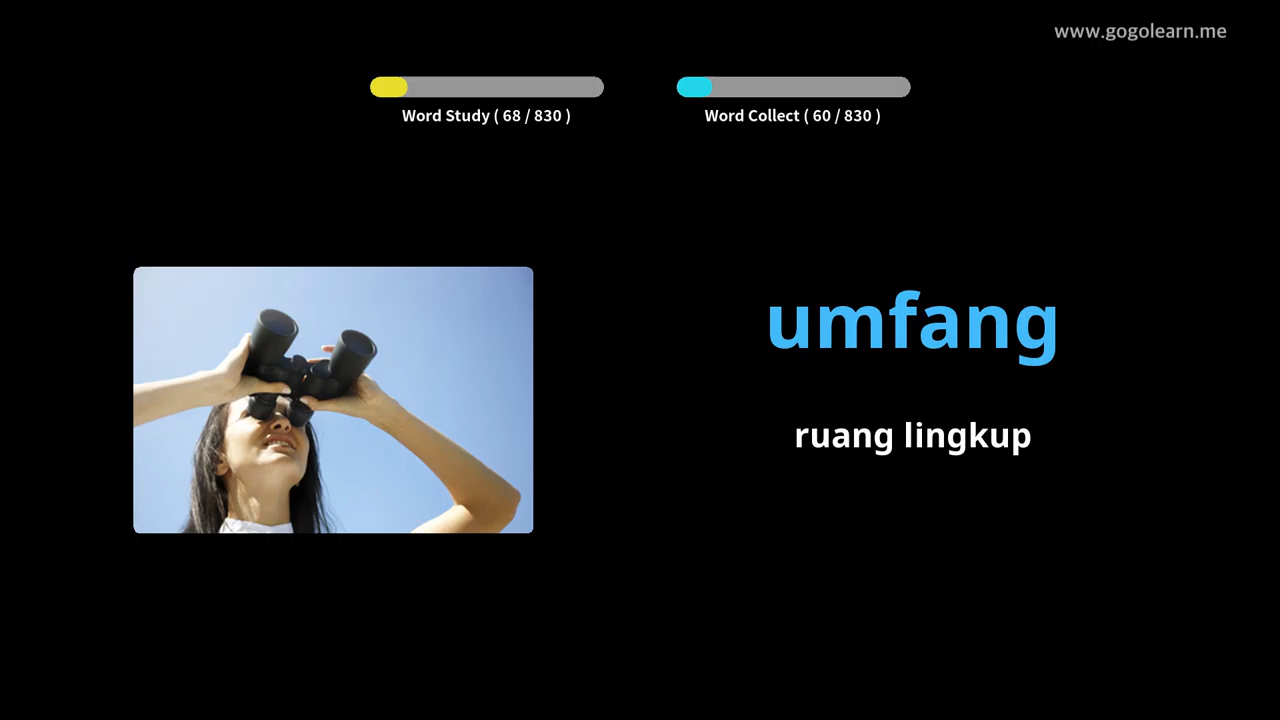 www.gogolearn.me
Word Study ( 68 / 830 )
Word Collect ( 60 / 830 )
umfang
ruang lingkup